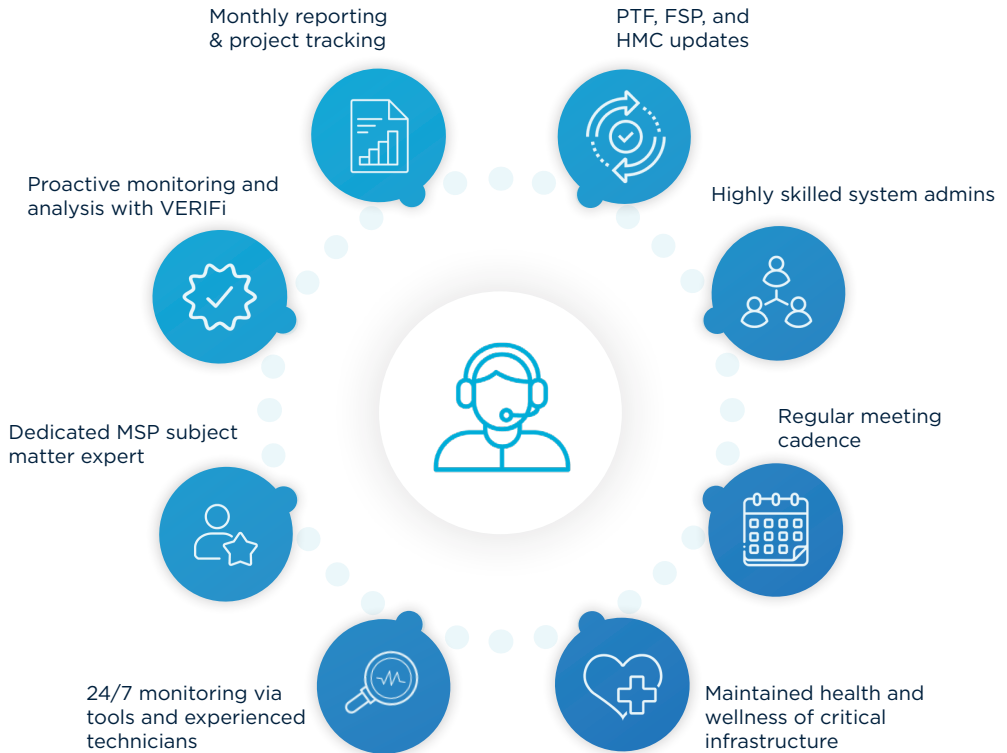 Monthly reporting
& project tracking
PTF, FSP, and
HMC updates
Proactive monitoring and
analysis with VERIFi
Highly skilled system admins
Dedicated MSP subject
matter expert
Regular meeting
cadence
24/7 monitoring via
tools and experienced
technicians
Maintained health and
wellness of critical
infrastructure